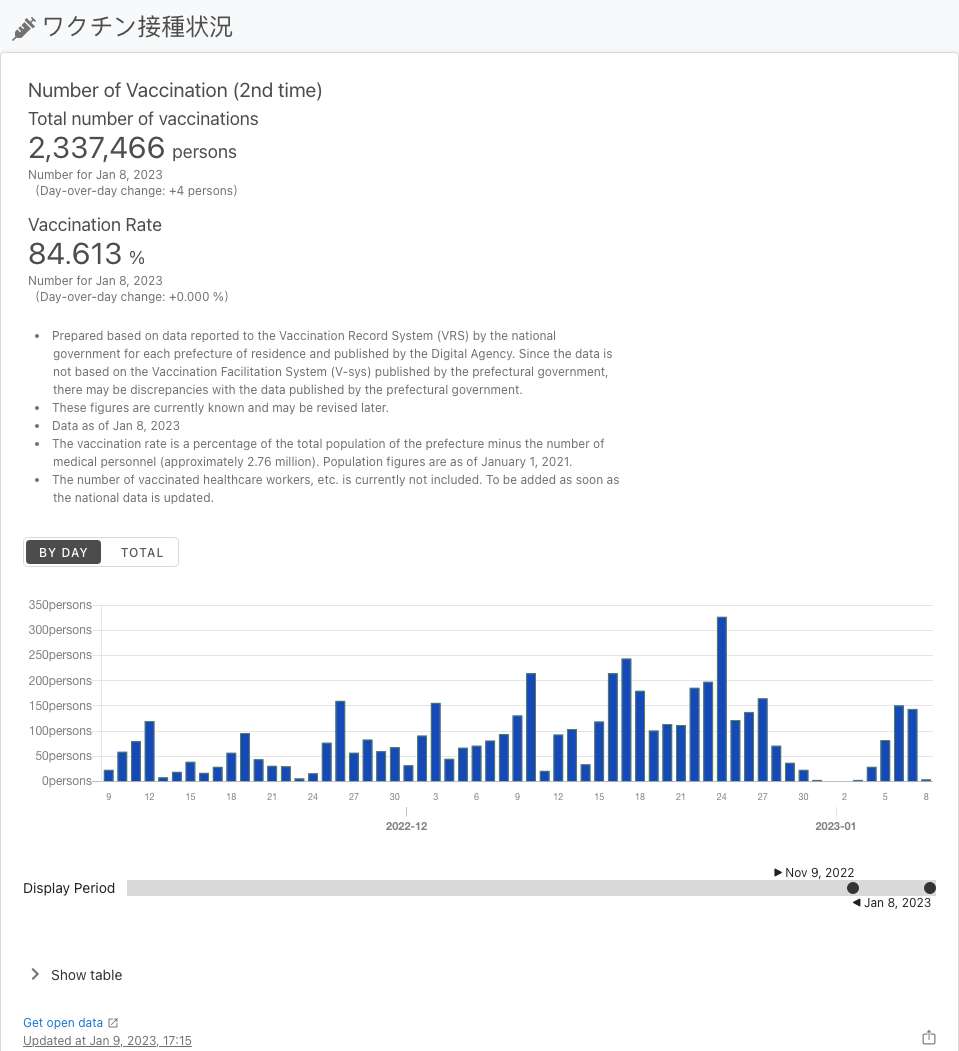 ワクチン接種状況
Number of Vaccination (2nd time)
Total number of vaccinations
2,337,466 persons
Number for Jan 8, 2023
(Day-over-day change: +4 persons)
Vaccination Rate
84.613 %
Number for Jan 8, 2023
(Day-over-day change: +0.000 %)
• Prepared based on data reported to the Vaccination Record System (VRS) by the national
government for each prefecture of residence and published by the Digital Agency. Since the data is
not based on the Vaccination Facilitation System (V-sys) published by the prefectural government,
there may be discrepancies with the data published by the prefectural government.
• These figures are currently known and may be revised later.
• Data as of Jan 8, 2023
• The vaccination rate is a percentage of the total population of the prefecture minus the number of
medical personnel (approximately 2.76 million). Population figures are as of January 1, 2021.
• The number of vaccinated healthcare workers, etc. is currently not included. To be added as soon as
the national data is updated.
BY DAY TOTAL
350persons
300persons
250persons
200persons
150persons
100persons
50persons
0persons
9 12 15 18 21 24 27 30 3 6 9 12 15 18 21 24 27 30 2 5 8
2022-12 2023-01
Nov 9, 2022
Display Period
Jan 8, 2023
Show table
Get open data
Updated at Jan 9, 2023, 17:15